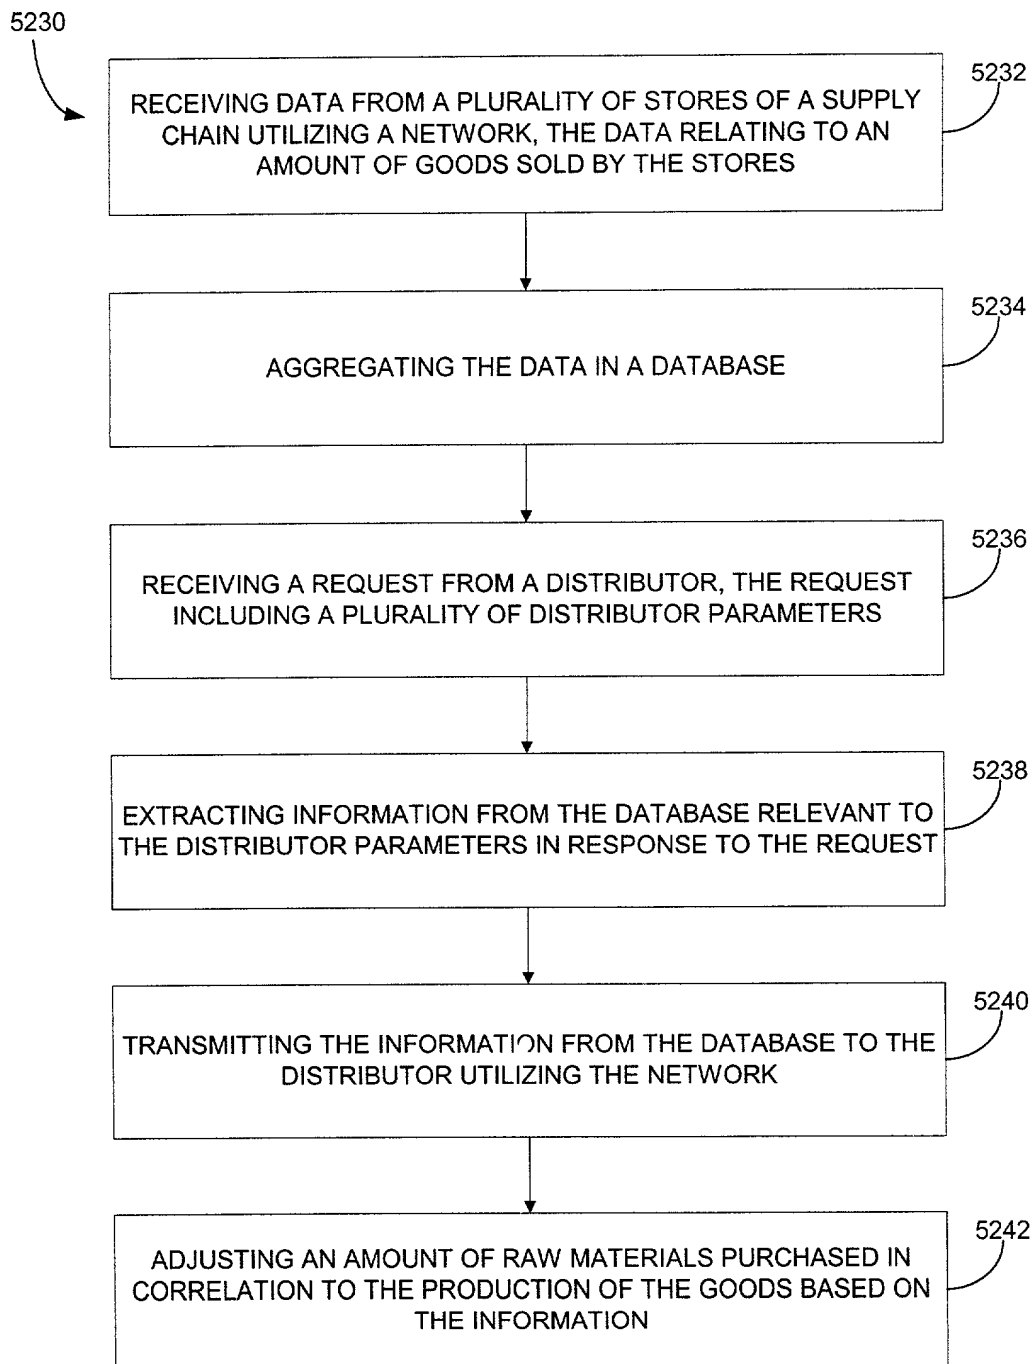 5230
5232
RECEIVING DATA FROM A PLURALITY OF STORES OF A SUPPLY
CHAIN UTILIZING A NETWORK, THE DATA RELATING TO AN
AMOUNT OF GOODS SOLD BY THE STORES
5234
AGGREGATING THE DATA IN A DATABASE
5236
RECEIVING A REQUEST FROM A DISTRIBUTOR, THE REQUEST
INCLUDING A PLURALITY OF DISTRIBUTOR PARAMETERS
5238
EXTRACTING INFORMATION FROM THE DATABASE RELEVANT TO
THE DISTRIBUTOR PARAMETERS IN RESPONSE TO THE REQUEST
5240
TRANSMITTING THE INFORMATION FROM THE DATABASE TO THE
DISTRIBUTOR UTILIZING THE NETWORK
5242
ADJUSTING AN AMOUNT OF RAW MATERIALS PURCHASED IN
CORRELATION TO THE PRODUCTION OF THE GOODS BASED ON
THE INFORMATION